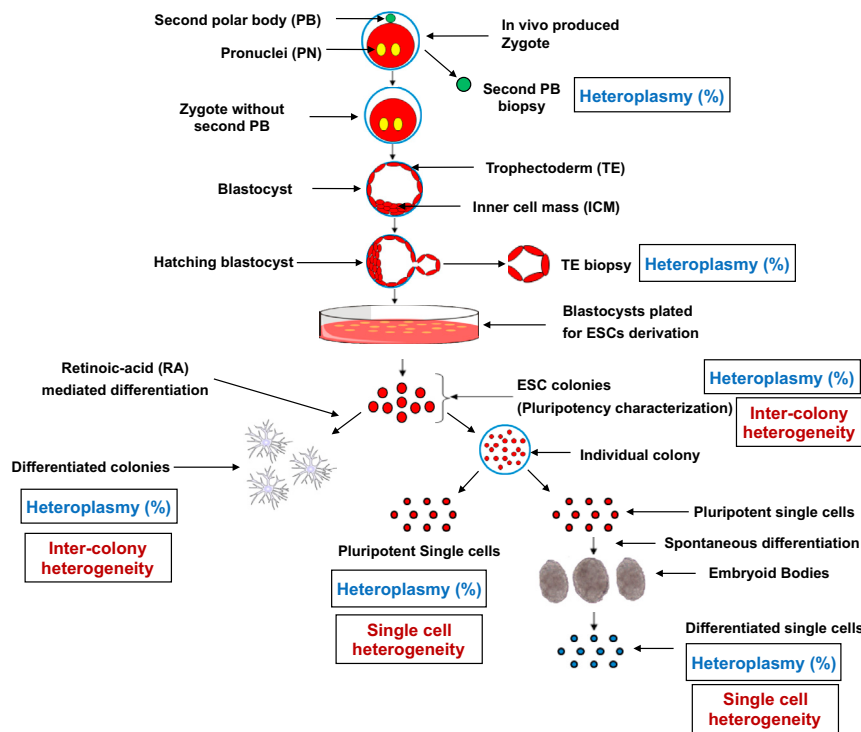 Second polar body (PB)
In vivo produced
Zygote
Pronuclei (PN)
Second PB
biopsy
Heteroplasmy (%)
Zygote without
second PB
Trophectoderm (TE)
Blastocyst
Inner cell mass (ICM)
Hatching blastocyst
TE biopsy
Heteroplasmy (%)
Blastocysts plated
for ESCs derivation
Retinoic-acid (RA)
mediated differentiation
ESC colonies
(Pluripotency characterization)
Heteroplasmy (%)
Inter-colony
heterogeneity
Individual colony
Differentiated colonies
Heteroplasmy (%)
Inter-colony
heterogeneity
Pluripotent Single cells
Heteroplasmy (%)
Single cell
heterogeneity
Pluripotent single cells
Spontaneous differentiation
Embryoid Bodies
Differentiated single cells
Heteroplasmy (%)
Single cell
heterogeneity